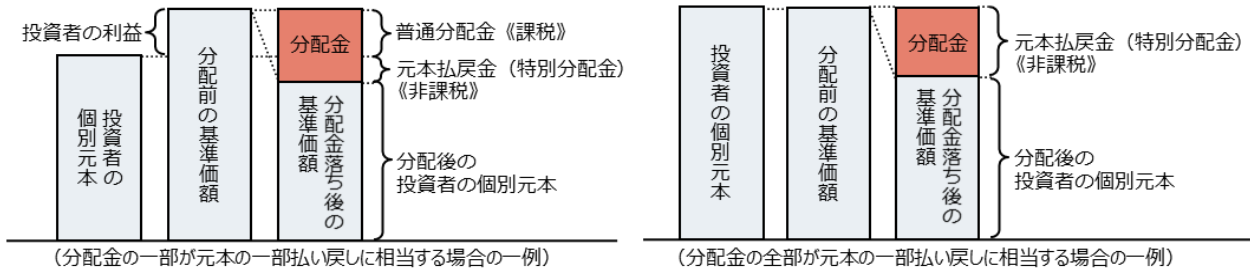 投資者の利益
投資者の
個別元本
分配前の基準価額
分配金
分配金落ち後の
基準価額
普通分配金《課税》
元本払戻金（特別分配金）
《非課税》
分配後の
投資者の個別元本
（分配金の一部が元本の一部払い戻しに相当する場合の一例）
投資者の個別元本
分配前の基準価額
分配金
分配金落ち後の
基準価額
元本払戻金（特別分配金）
《非課税》
分配後の
投資者の個別元本
（分配金の全部が元本の一部払い戻しに相当する場合の一例）